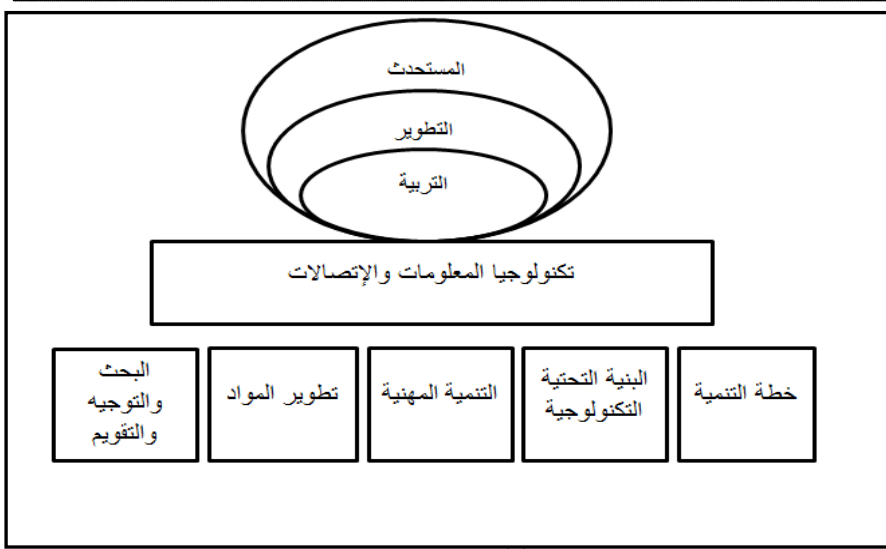 المستحدث
التطوير
التربية
تكنولوجيا المعلومات والإتصالات
خطة التنمية
البنية التحتية
التكنولوجية
التنمية المهنية
تطوير المواد
البحث
والتوجيه
والتقويم